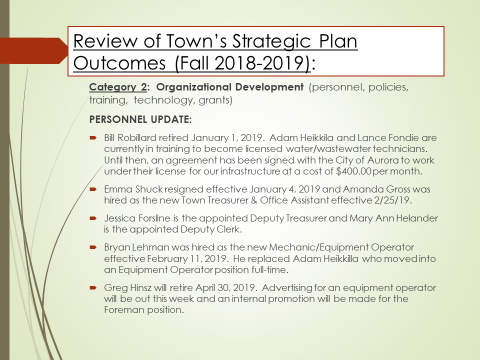 Review of Town's Strategic Plan
Outcomes (Fall 2018-2019):
Category 2: Organizational Development (personnel, policies,
training, technology, grants)
PERSONNEL UPDATE:
Bill Robillard retired January 1, 2019. Adam Heikkila and Lance Fondie are
currently in training to become licensed water/wastewater technicians.
Until then, an agreement has been signed with the City of Aurora to work
under their license for our infrastructure at a cost of $400.00 per month.
Emma Shuck resigned effective January 4, 2019 and Amanda Gross was
hired as the new Town Treasurer & Office Assistant effective 2/25/19.
Jessica Forsline is the appointed Deputy Treasurer and Mary Ann Helander
is the appointed Deputy Clerk.
Bryan Lehman was hired as the new Mechanic/Equipment Operator
effective February 11, 2019. He replaced Adam Heikkilla who moved into
an Equipment Operator position full-time.
Greg Hinsz will retire April 30, 2019. Advertising for an equipment operator
will be out this week and an internal promotion will be made for the
Foreman position.